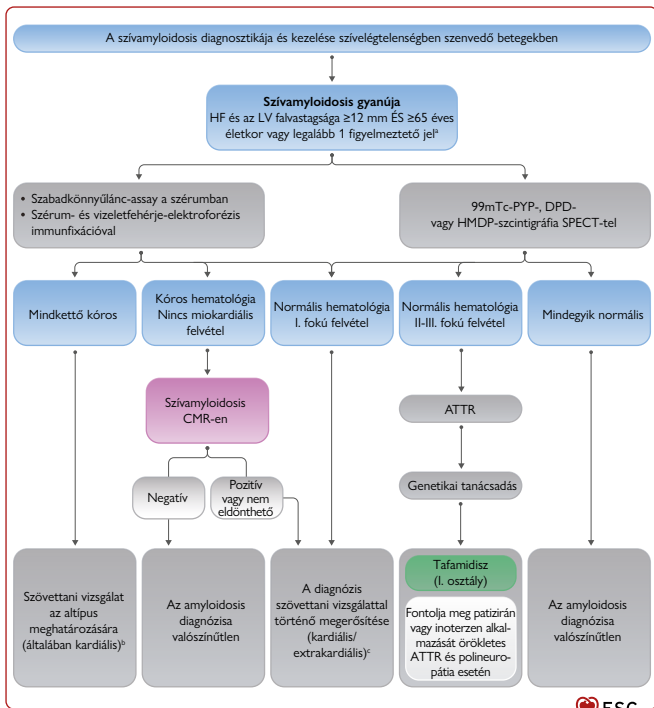 A szívamyloidosis diagnosztikája és kezelése szívelégtelenségben szenvedő betegekben
Szívamyloidosis gyanúja
HF és az LV falvastagsága ≥12 mm ÉS ≥65 éves
életkor vagy legalább 1 figyelmeztető jelᵃ
• Szabadkönnyűlánc-assay a szérumban
• Szérum- és vizeletfehérje-elektroforézis
immunfixációval
99mTc-PYP-, DPD-
vagy HMDP-szcintigráfia SPECT-tel
Mindkettő kóros
Kóros hematológia
Nincs miokardiális
felvétel
Normális hematológia
I. fokú felvétel
Normális hematológia
II-III. fokú felvétel
Mindegyik normális
Szívamyloidosis
CMR-en
ATTR
Negatív
Pozitív
vagy nem
eldönthető
Genetikai tanácsadás
Szövettani vizsgálat
az altípus
meghatározására
(általában kardiális)ᵇ
Az amyloidosis
diagnózisa
valószínűtlen
A diagnózis
szövettani vizsgálattal
történő megerősítése
(kardiális/
extrakardiális)ᶜ
Tafamidisz
(I. osztály)
Fontolja meg patizirán
vagy inoterzen alkal-
mazását örökletes
ATTR és polineuro-
pátia esetén
Az amyloidosis
diagnózisa
valószínűtlen
ESC